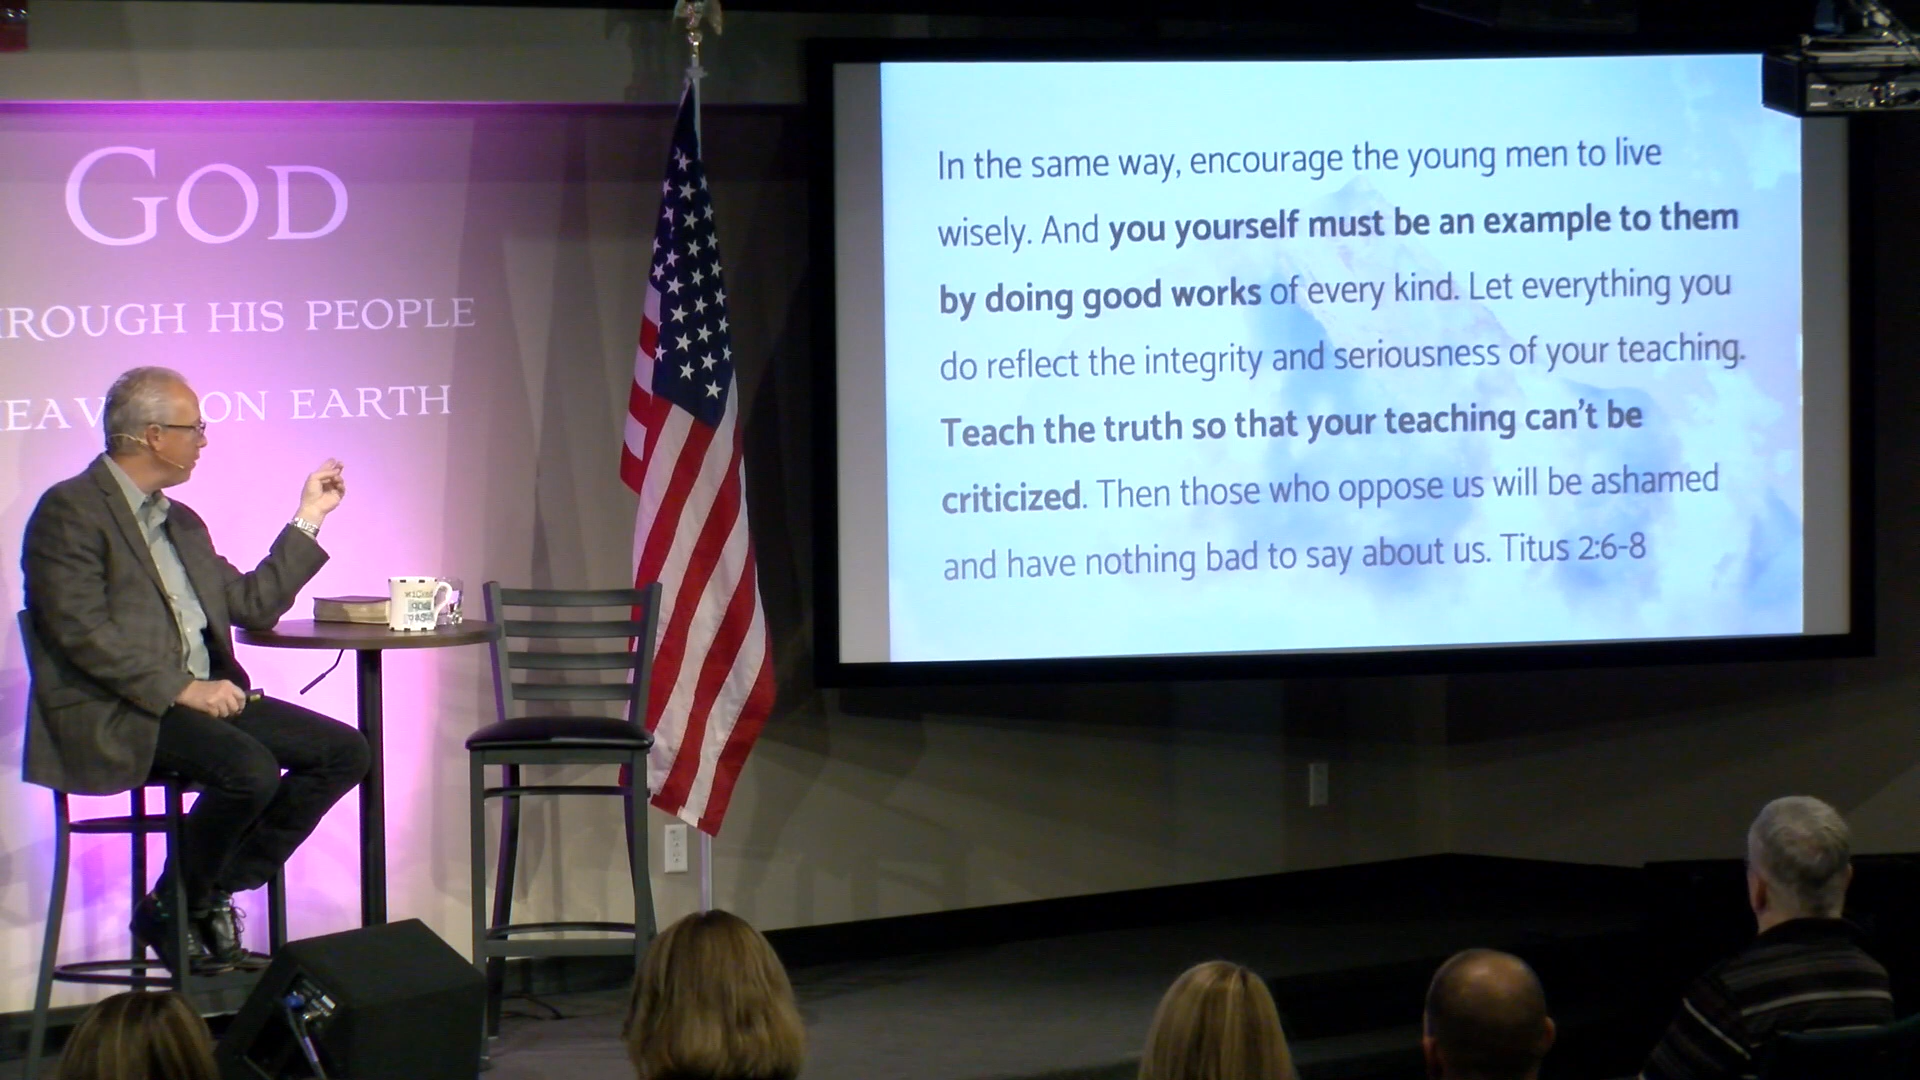 GOD
ROUGH HIS PEOPLE
EAV ON EARTH
In the same way, encourage the young men to live
wisely. And you yourself must be an example to them
by doing good works of every kind. Let everything you
do reflect the integrity and seriousness of your teaching.
Teach the truth so that your teaching can't be
criticized. Then those who oppose us will be ashamed
and have nothing bad to say about us. Titus 2:6-8
wicked